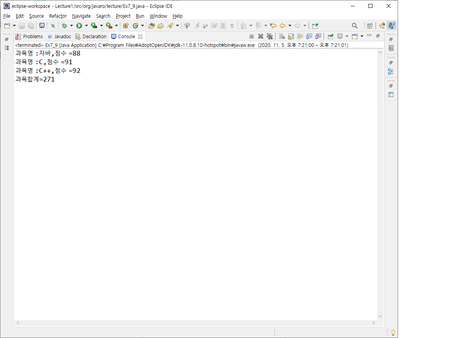 eclipse-workspace - Lecture1/src/org/javaro/lecture/Ex7_9.java - Eclipse IDE
File Edit Source Refactor Navigate Search Project Run Window Help
Problems Javadoc Declaration Console
<terminated> Ex7_9 [Java Application] C:#Program Files#AdoptOpenJDK#jdk-11.0.8.10-hotspot#bin#javaw.exe (2020. 11. 5. 오후 7:21:00 – 오후 7:21:01)
과목명 :자바,점수 =88
과목명 :C,점수 =91
과목명 :C++,점수 =92
과목합계=271